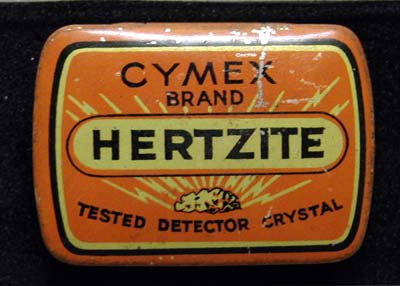 CYMEX
BRAND
HERTZITE
TESTED DETECTOR CRYSTAL